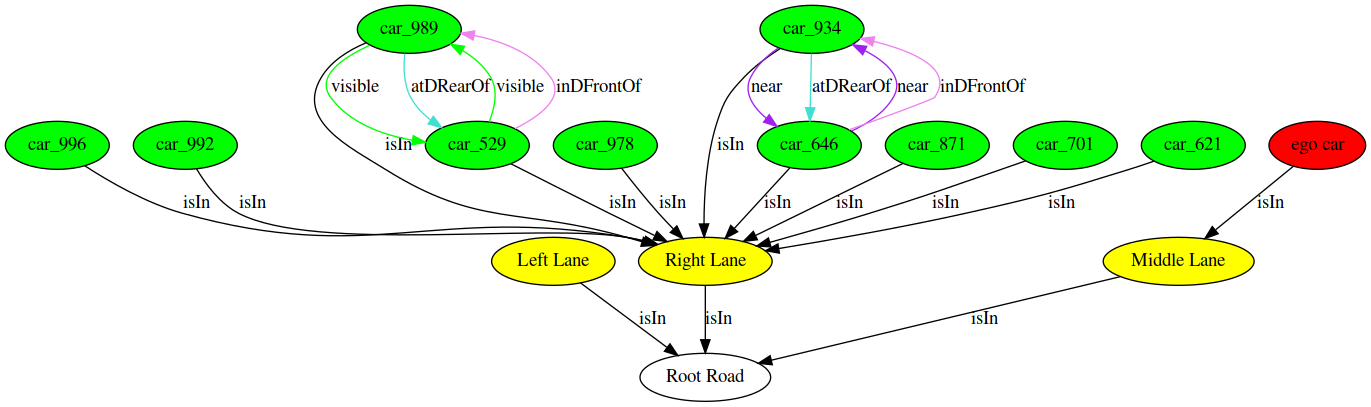 car_989
car_934
visible
atDRearOf
visible
inDFrontOf
near
atDRearOf
near
inDFrontOf
car_996
car_992
isIn
car_529
car_978
isIn
car_646
car_871
car_701
car_621
ego car
isIn
isIn
isIn
isIn
isIn
isIn
isIn
isIn
isIn
Left Lane
Right Lane
Middle Lane
isIn
isIn
isIn
Root Road